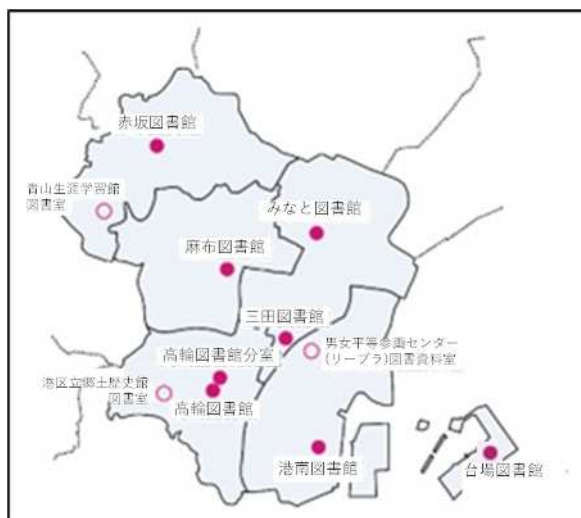 赤坂図書館
青山生涯学習館
図書室
みなと図書館
麻布図書館
三田図書館
男女平等参画センター
(リーブラ)図書資料室
高輪図書館分室
港区立郷土歴史館
図書室
高輪図書館
港南図書館
台場図書館